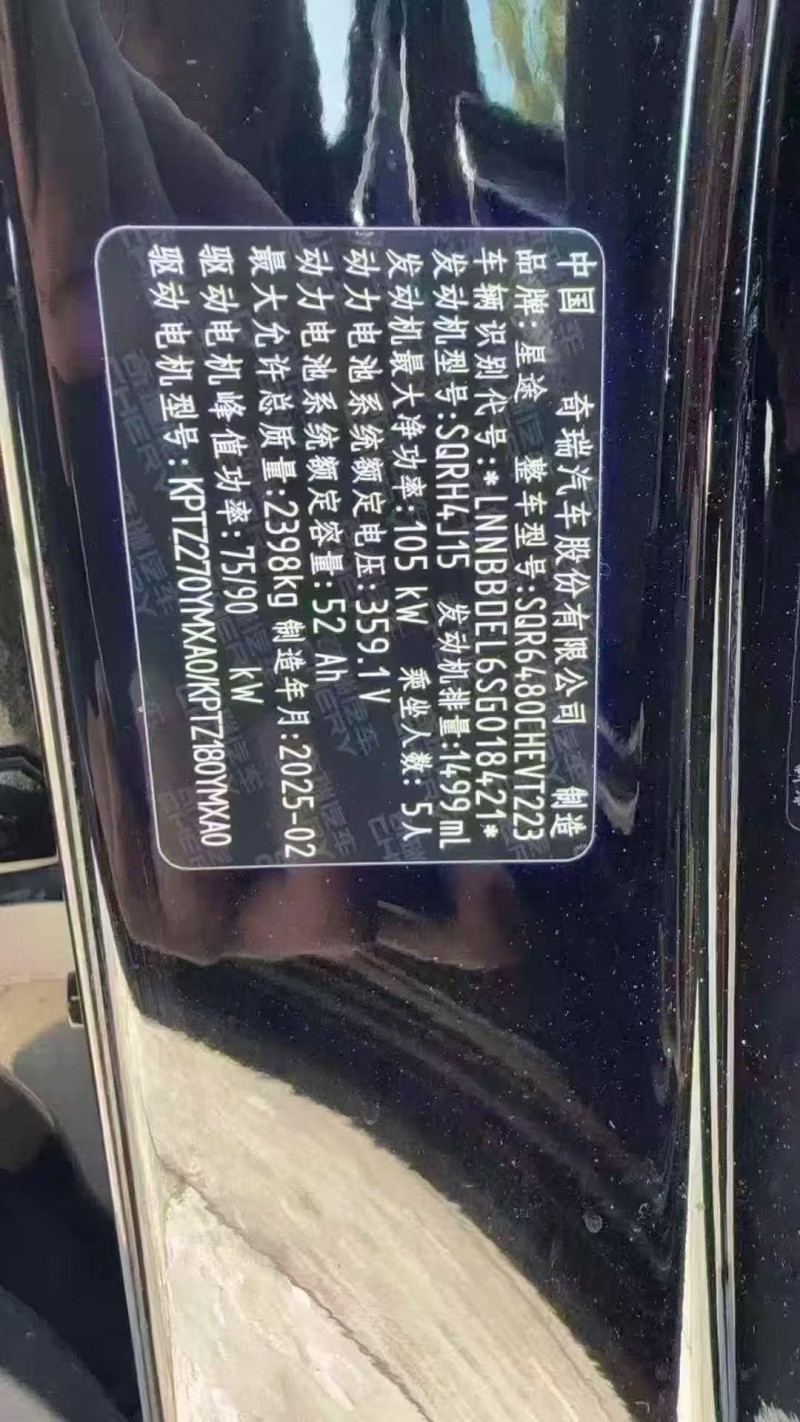 中国 奇瑞汽车股份有限公司 制造
品牌:星途 整车型号:SQR6480CHEVT223
车辆识别代号:*LNNBBDEL6SG018421*
发动机型号:SQRH4J15 发动机排量:1499mL
发动机最大净功率:105 kW 乘坐人数:5人
动力电池系统额定电压:359.1V
动力电池系统额定容量:52 Ah
最大允许总质量:2398kg 制造年月:2025-02
驱动电机峰值功率:75/90 kW
驱动电机型号:KPTZ270YMXA0/KPTZ180YMXA0